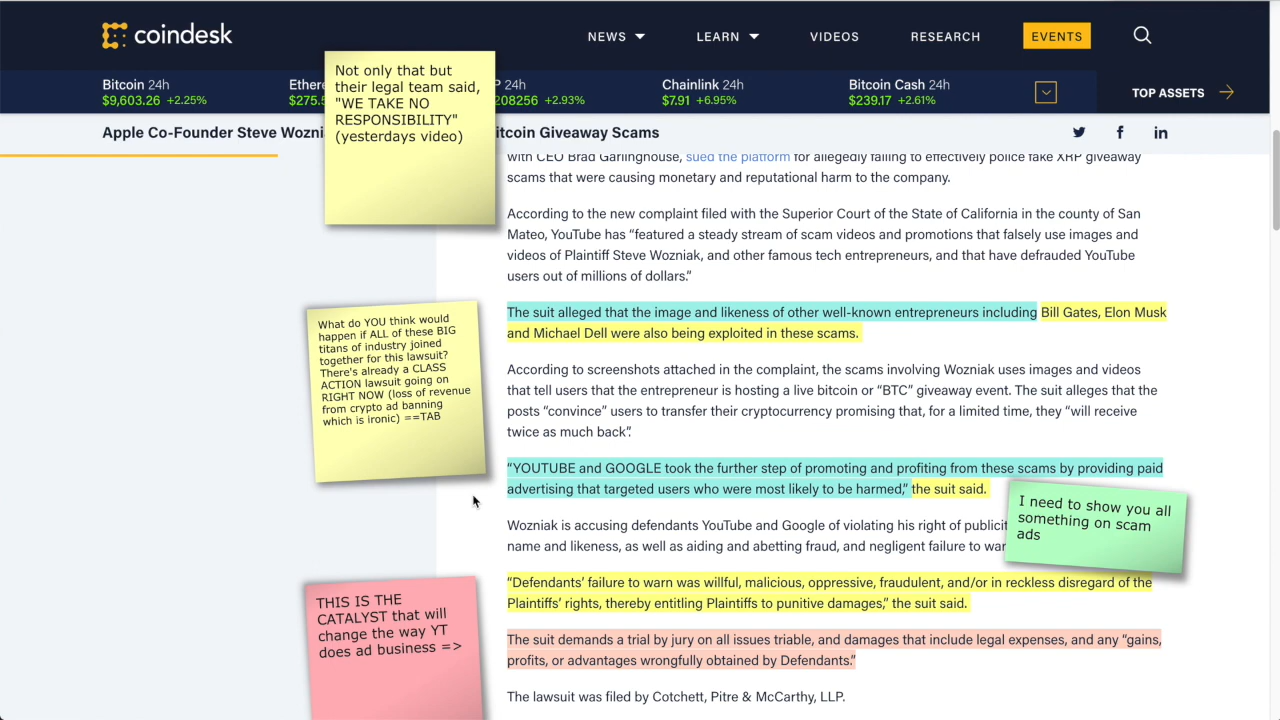 coindesk
NEWS
LEARN
VIDEOS
RESEARCH
EVENTS
Bitcoin 24h
$9,603.26 +2.25%
Ethere
$275.5
P 24h
208256 +2.93%
Chainlink 24h
$7.91 +6.95%
Bitcoin Cash 24h
$239.17 +2.61%
TOP ASSETS
Apple Co-Founder Steve Wozni
itcoin Giveaway Scams
Not only that but
their legal team said,
"WE TAKE NO
RESPONSIBILITY"
(yesterdays video)
with CEO Brad Garlinghouse, sued the platform for allegedly failing to effectively police fake XRP giveaway
scams that were causing monetary and reputational harm to the company.
According to the new complaint filed with the Superior Court of the State of California in the county of San
Mateo, YouTube has “featured a steady stream of scam videos and promotions that falsely use images and
videos of Plaintiff Steve Wozniak, and other famous tech entrepreneurs, and that have defrauded YouTube
users out of millions of dollars.”
The suit alleged that the image and likeness of other well-known entrepreneurs including Bill Gates, Elon Musk
and Michael Dell were also being exploited in these scams.
What do YOU think would
happen if ALL of these BIG
titans of industry joined
together for this lawsuit?
There's already a CLASS
ACTION lawsuit going on
RIGHT NOW (loss of revenue
from crypto ad banning
which is ironic) ==TAB
According to screenshots attached in the complaint, the scams involving Wozniak uses images and videos
that tell users that the entrepreneur is hosting a live bitcoin or “BTC” giveaway event. The suit alleges that the
posts “convince” users to transfer their cryptocurrency promising that, for a limited time, they “will receive
twice as much back”.
“YOUTUBE and GOOGLE took the further step of promoting and profiting from these scams by providing paid
advertising that targeted users who were most likely to be harmed,” the suit said.
I need to show you all
something on scam
ads
Wozniak is accusing defendants YouTube and Google of violating his right of publicit
name and likeness, as well as aiding and abetting fraud, and negligent failure to war
“Defendants’ failure to warn was willful, malicious, oppressive, fraudulent, and/or in reckless disregard of the
Plaintiffs’ rights, thereby entitling Plaintiffs to punitive damages,” the suit said.
THIS IS THE
CATALYST that will
change the way YT
does ad business =>
The suit demands a trial by jury on all issues triable, and damages that include legal expenses, and any “gains,
profits, or advantages wrongfully obtained by Defendants.”
The lawsuit was filed by Cotchett, Pitre & McCarthy, LLP.